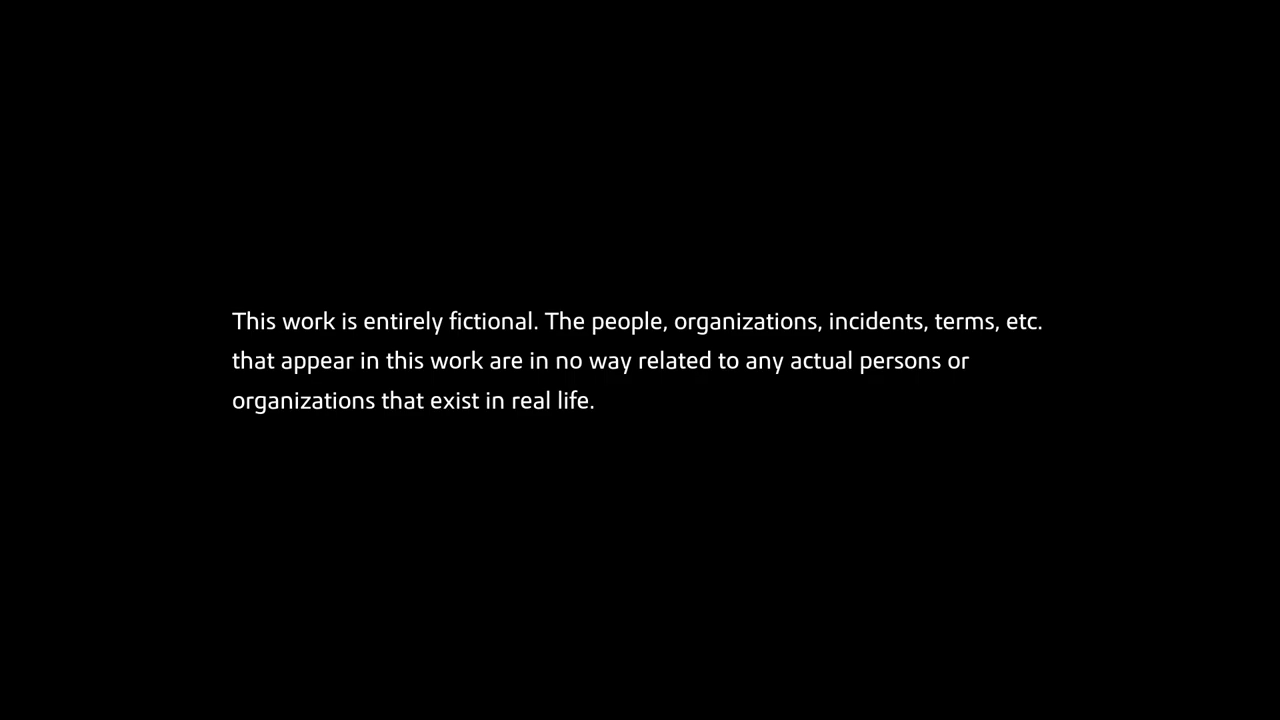 This work is entirely fictional. The people, organizations, incidents, terms, etc.
that appear in this work are in no way related to any actual persons or
organizations that exist in real life.